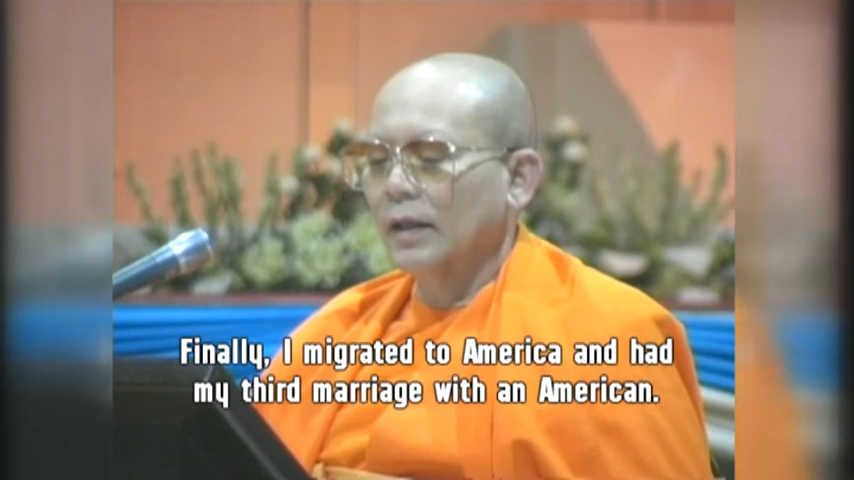 Finally, I migrated to America and had
my third marriage with an American.